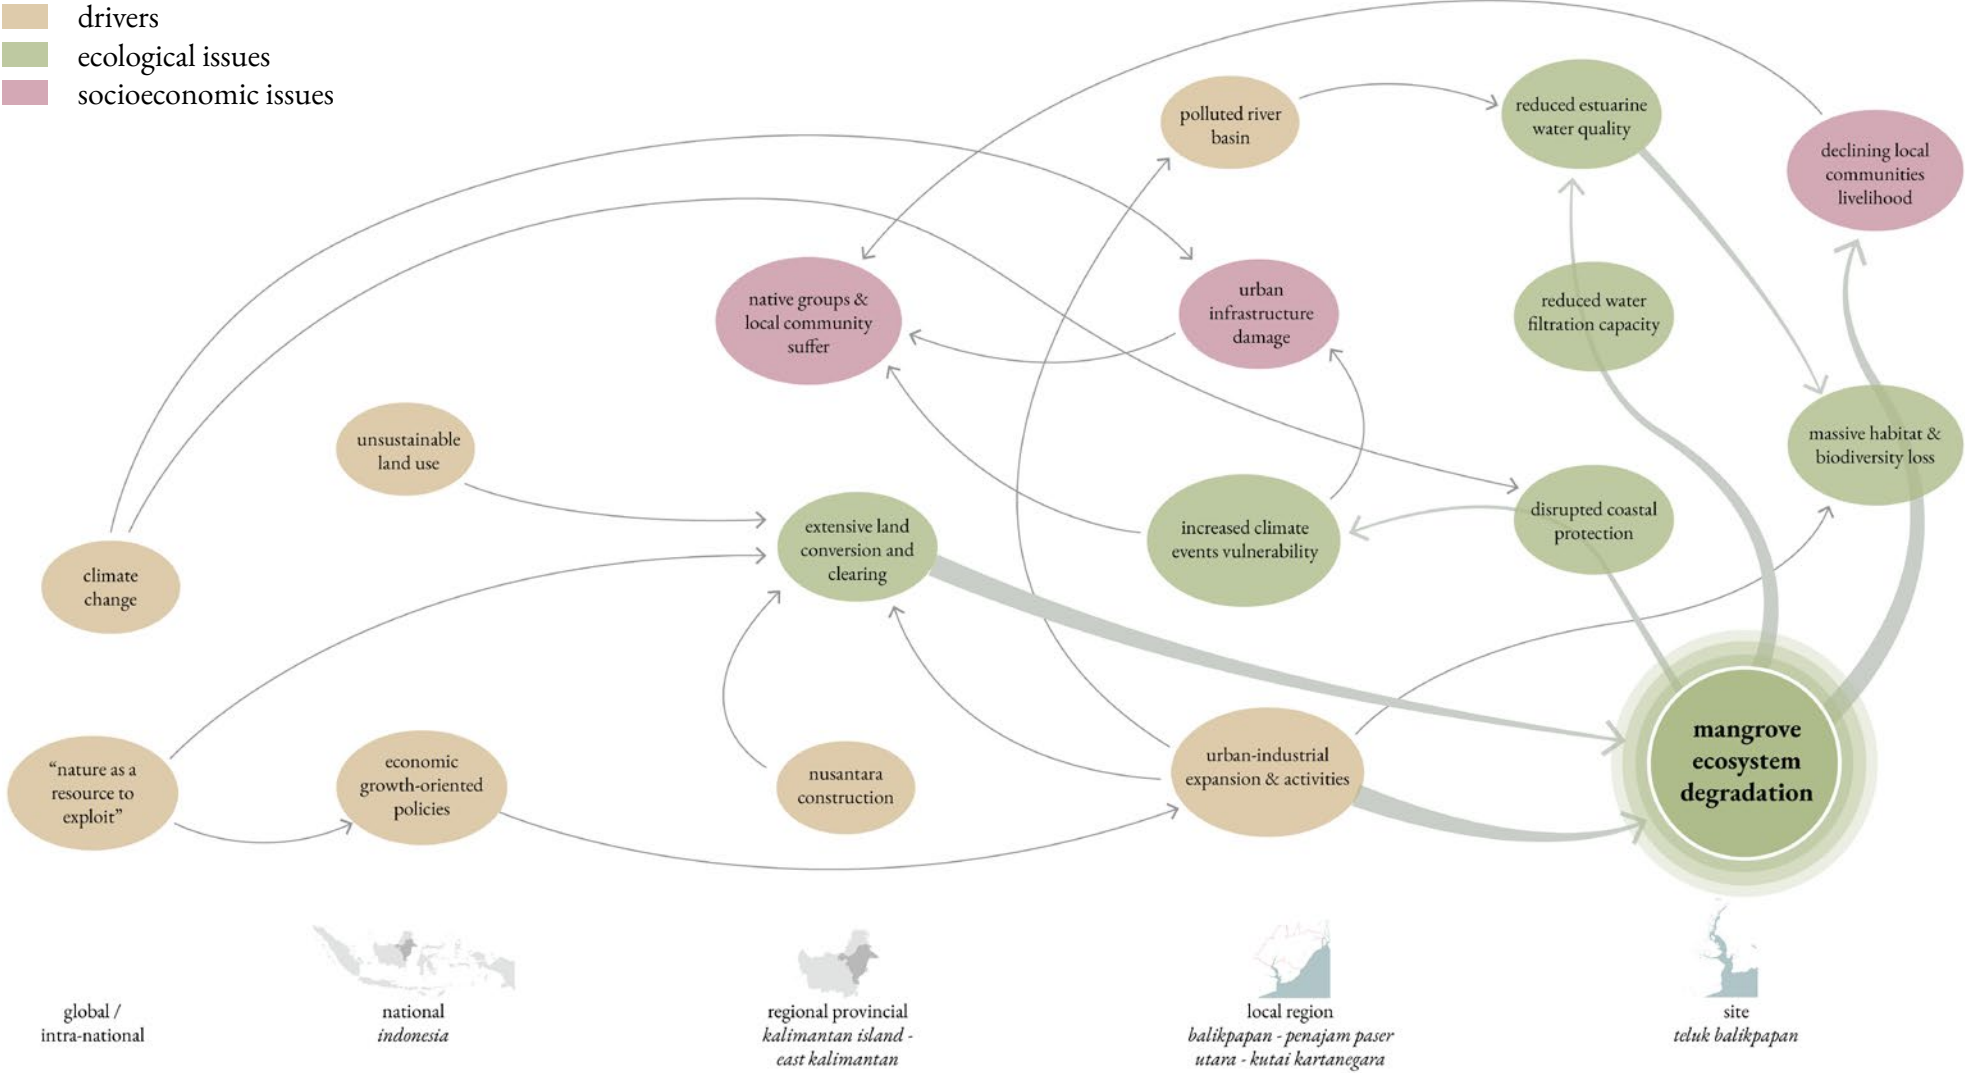 drivers
ecological issues
socioeconomic issues
polluted river
basin
reduced estuarine
water quality
declining local
communities
livelihood
native groups &
local community
suffer
urban
infrastructure
damage
reduced water
filtration capacity
unsustainable
land use
massive habitat &
biodiversity loss
extensive land
conversion and
clearing
increased climate
events vulnerability
disrupted coastal
protection
climate
change
"nature as a
resource to
exploit"
economic
growth-oriented
policies
nusantara
construction
urban-industrial
expansion & activities
mangrove
ecosystem
degradation
global /
intra-national
national
indonesia
regional provincial
kalimantan island -
east kalimantan
local region
balikpapan - penajam paser
utara - kutai kartanegara
site
teluk balikpapan